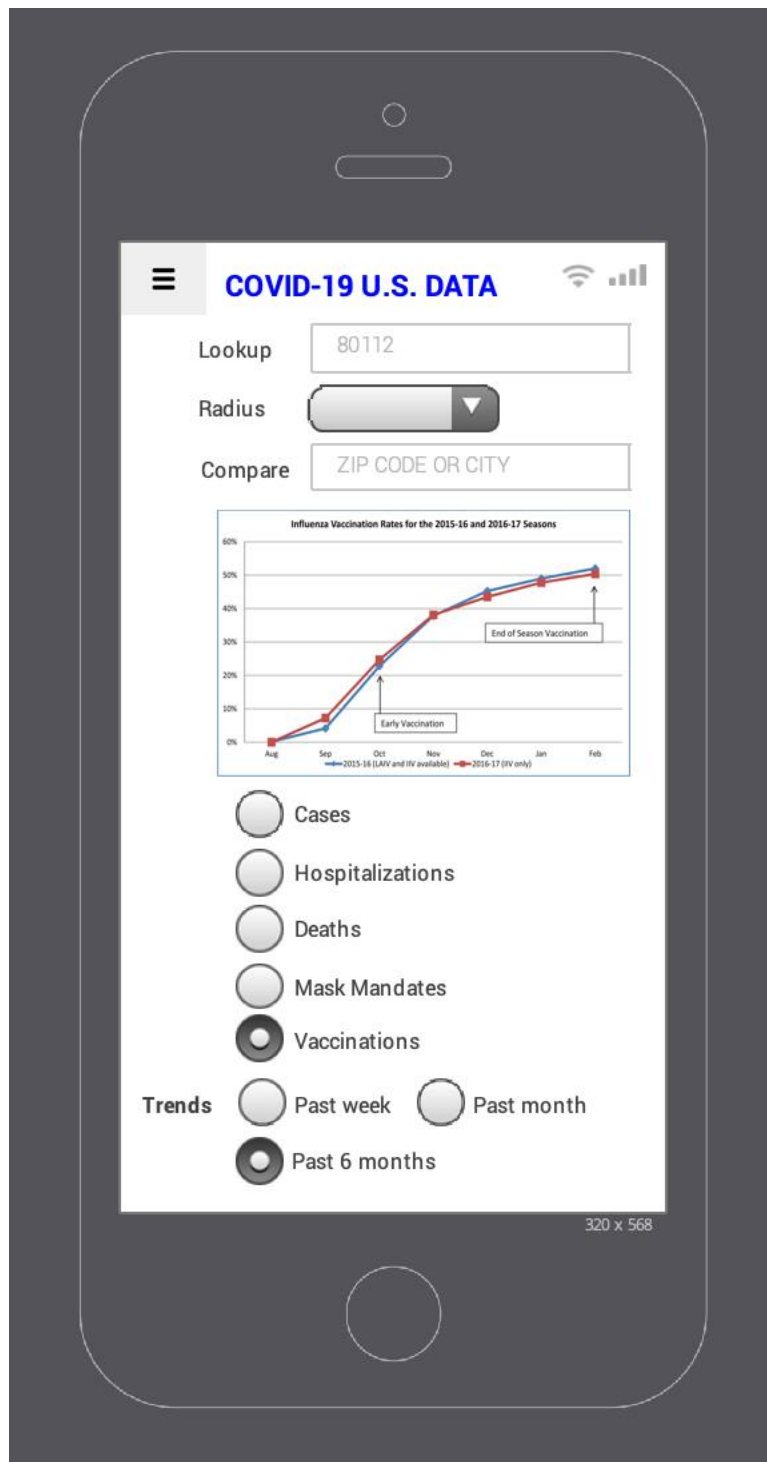 COVID-19 U.S. DATA
Lookup 80112
Radius
Compare ZIP CODE OR CITY
Influenza Vaccination Rates for the 2015-16 and 2016-17 Seasons
60%
50%
40%
30%
20%
10%
0%
End of Season Vaccination
Early Vaccination
Aug Sep Oct Nov Dec Jan Feb
2015-16 (LAIV and IIV available) 2016-17 (IIV only)
Cases
Hospitalizations
Deaths
Mask Mandates
Vaccinations
Trends Past week Past month
Past 6 months
320 x 568